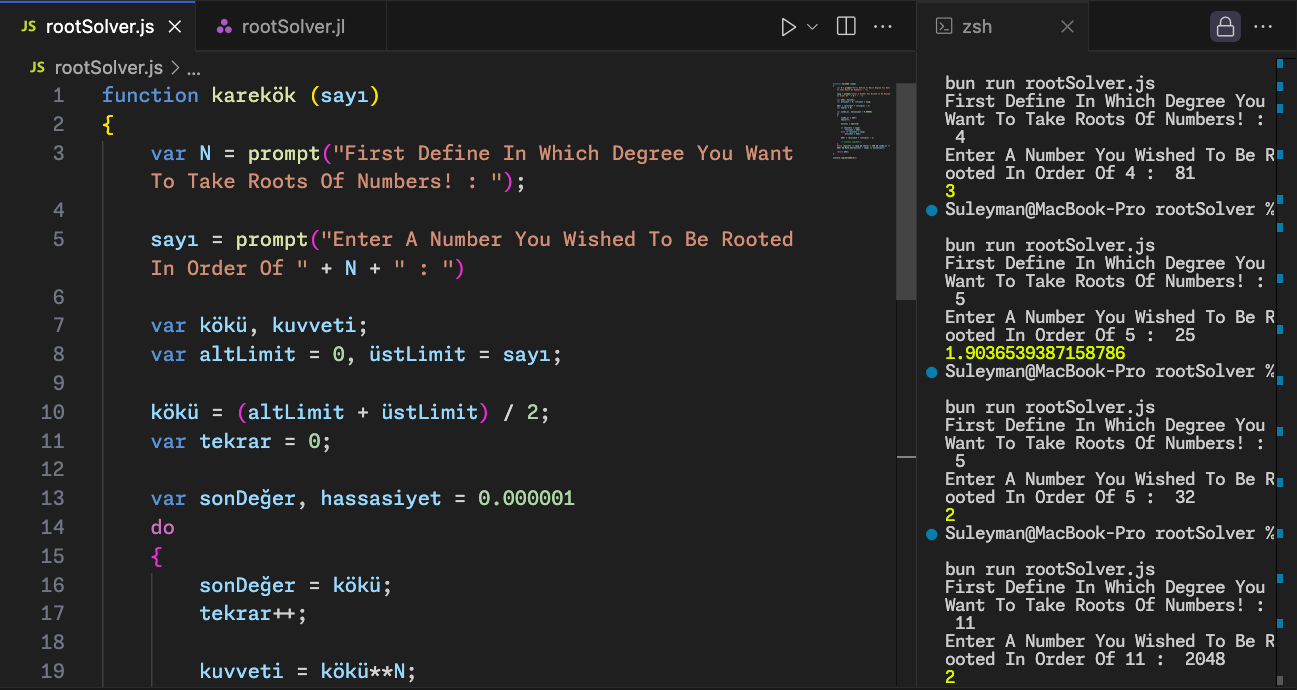 JS rootSolver.js
rootSolver.jl
zsh
JS rootSolver.js > ...
1 function karekök (sayı)
2 {
3 var N = prompt("First Define In Which Degree You Want
To Take Roots Of Numbers! : ");
4
5 sayı = prompt("Enter A Number You Wished To Be Rooted
In Order Of " + N + " : ")
6
7 var kökü, kuvveti;
8 var altLimit = 0, üstLimit = sayı;
9
10 kökü = (altLimit + üstLimit) / 2;
11 var tekrar = 0;
12
13 var sonDeğer, hassasiyet = 0.000001
14 do
15 {
16 sonDeğer = kökü;
17 tekrar++;
18
19 kuvveti = kökü**N;
bun run rootSolver.js
First Define In Which Degree You
Want To Take Roots Of Numbers! :
4
Enter A Number You Wished To Be R
ooted In Order Of 4 :  81
3
Suleyman@MacBook-Pro rootSolver %
bun run rootSolver.js
First Define In Which Degree You
Want To Take Roots Of Numbers! :
5
Enter A Number You Wished To Be R
ooted In Order Of 5 :  25
1.9036539387158786
Suleyman@MacBook-Pro rootSolver %
bun run rootSolver.js
First Define In Which Degree You
Want To Take Roots Of Numbers! :
5
Enter A Number You Wished To Be R
ooted In Order Of 5 :  32
2
Suleyman@MacBook-Pro rootSolver %
bun run rootSolver.js
First Define In Which Degree You
Want To Take Roots Of Numbers! :
11
Enter A Number You Wished To Be R
ooted In Order Of 11 :  2048
2